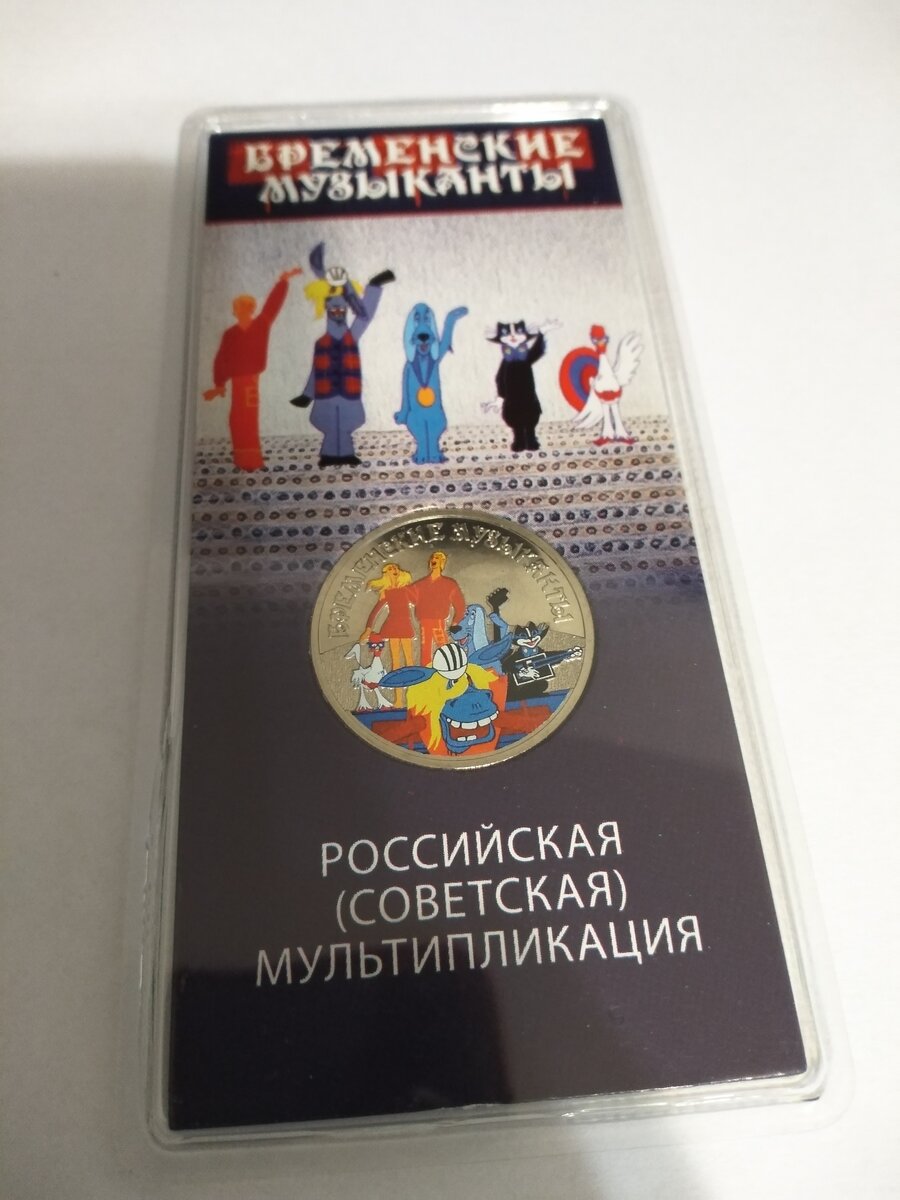 БРЕМЕНСКИЕ
МУЗЫКАНТЫ
БРЕМЕНСКИЕ МУЗЫКАНТЫ
РОССИЙСКАЯ
(СОВЕТСКАЯ)
МУЛЬТИПЛИКАЦИЯ